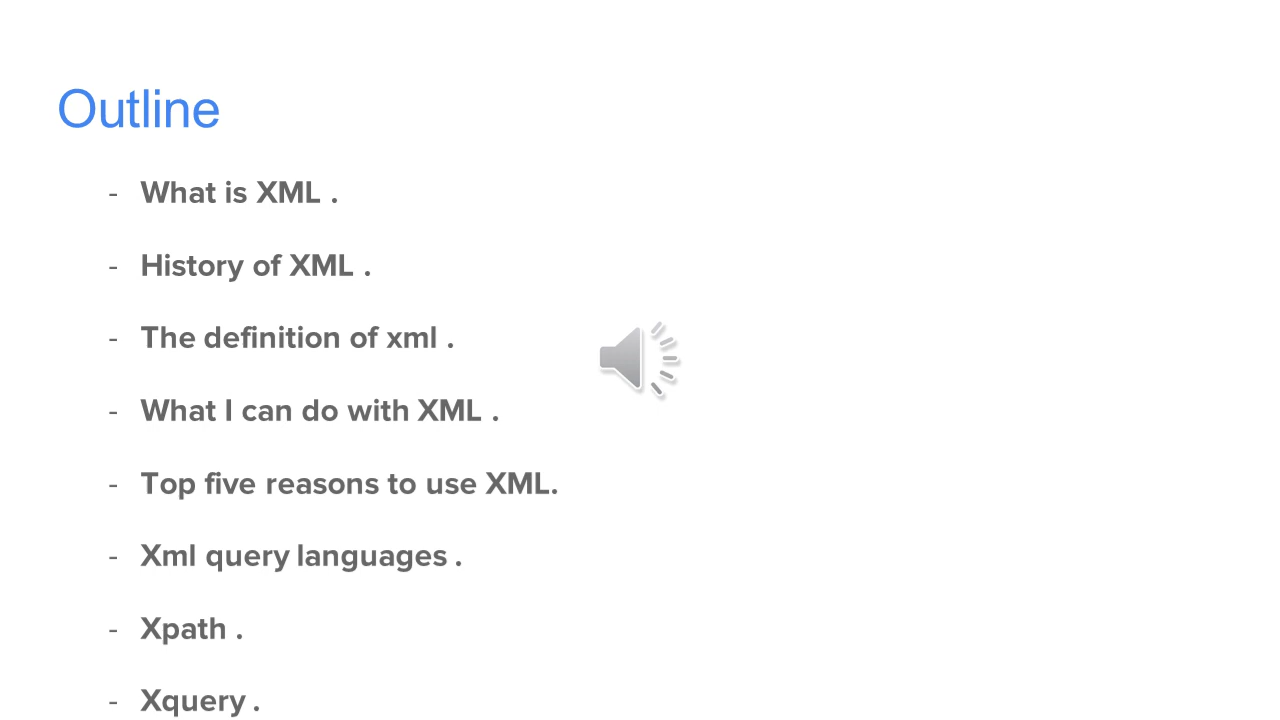 Outline
- What is XML .
- History of XML .
- The definition of xml .
- What I can do with XML .
- Top five reasons to use XML.
- Xml query languages .
- Xpath .
- Xquery .